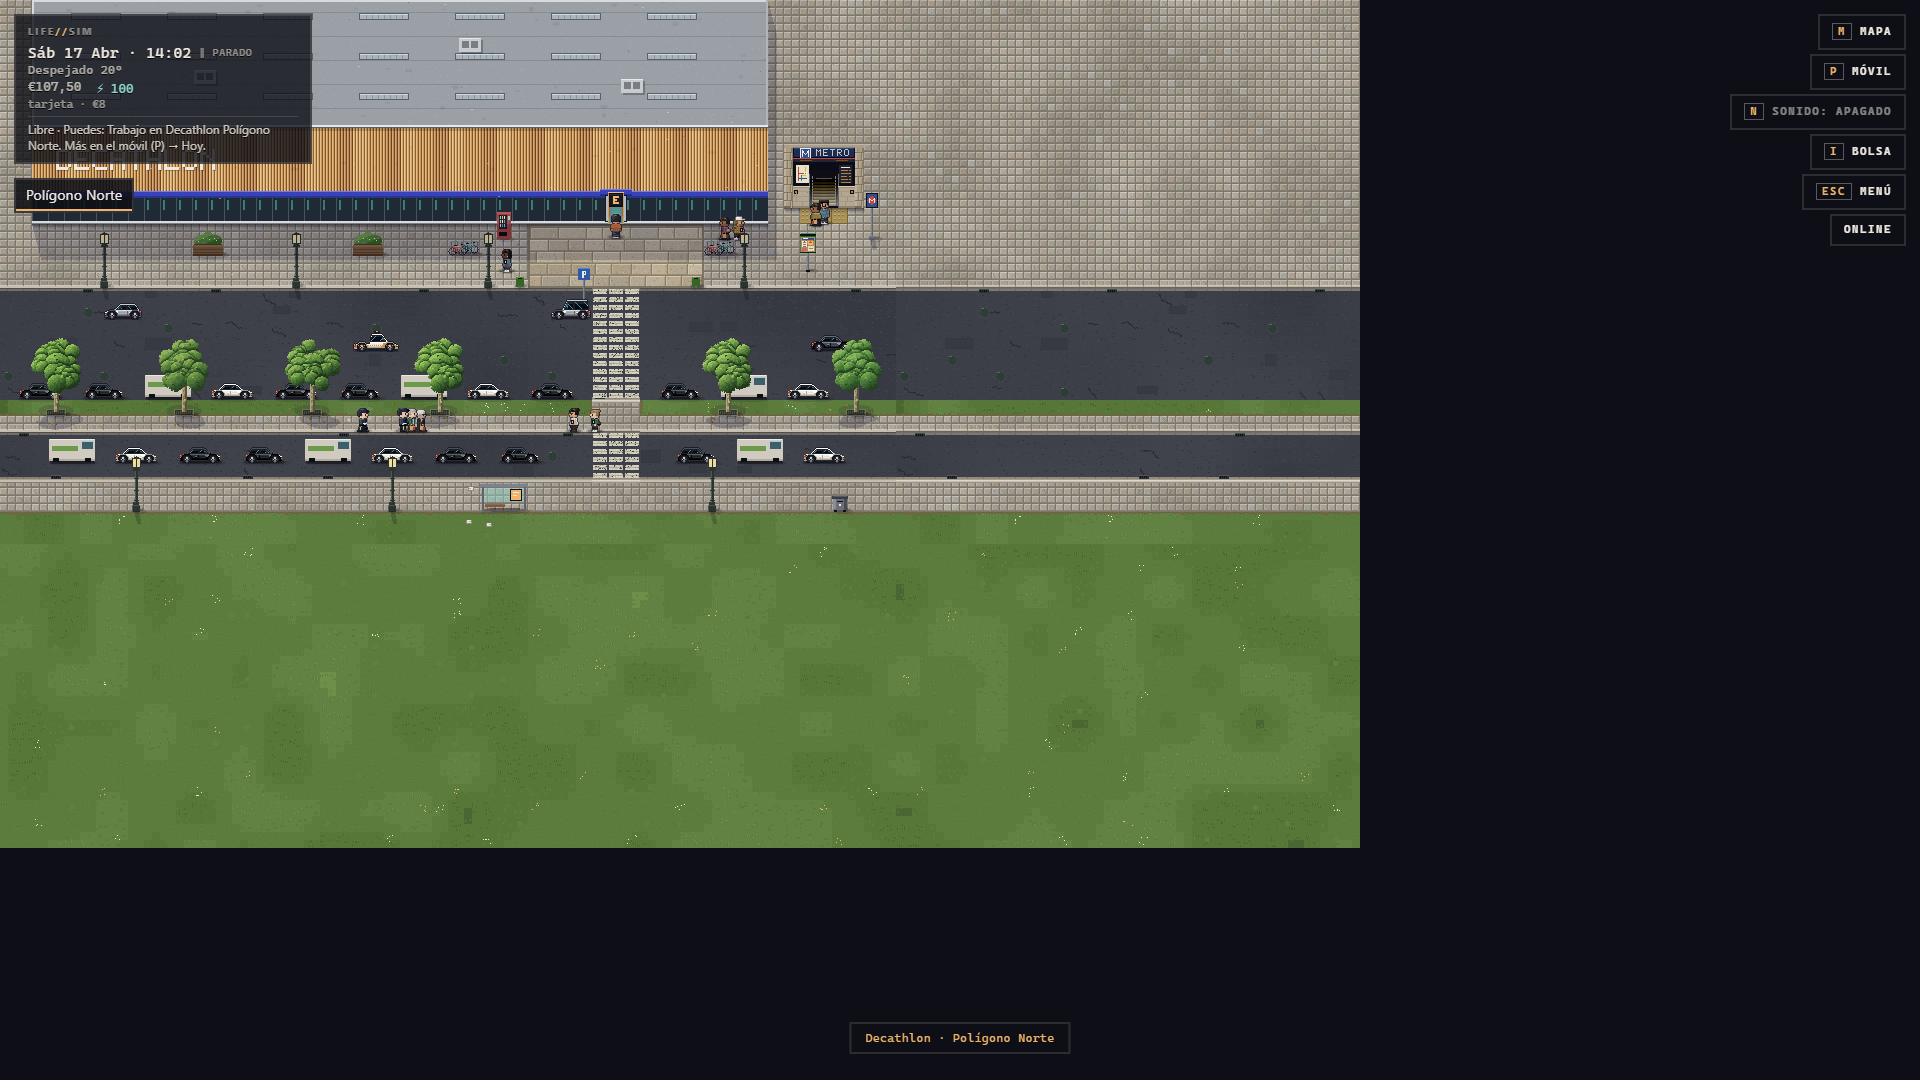 LIFE//SIM
Sáb 17 Abr · 14:02 ‖ PARADO
Despejado 20º
€107,50 ⚡ 100
tarjeta · €8
Libre · Puedes: Trabajo en Decathlon Polígono
Norte. Más en el móvil (P) → Hoy.
DECATHLON
Polígono Norte
E
M METRO
M
P
M MAPA
P MÓVIL
N SONIDO: APAGADO
I BOLSA
ESC MENÚ
ONLINE
Decathlon · Polígono Norte